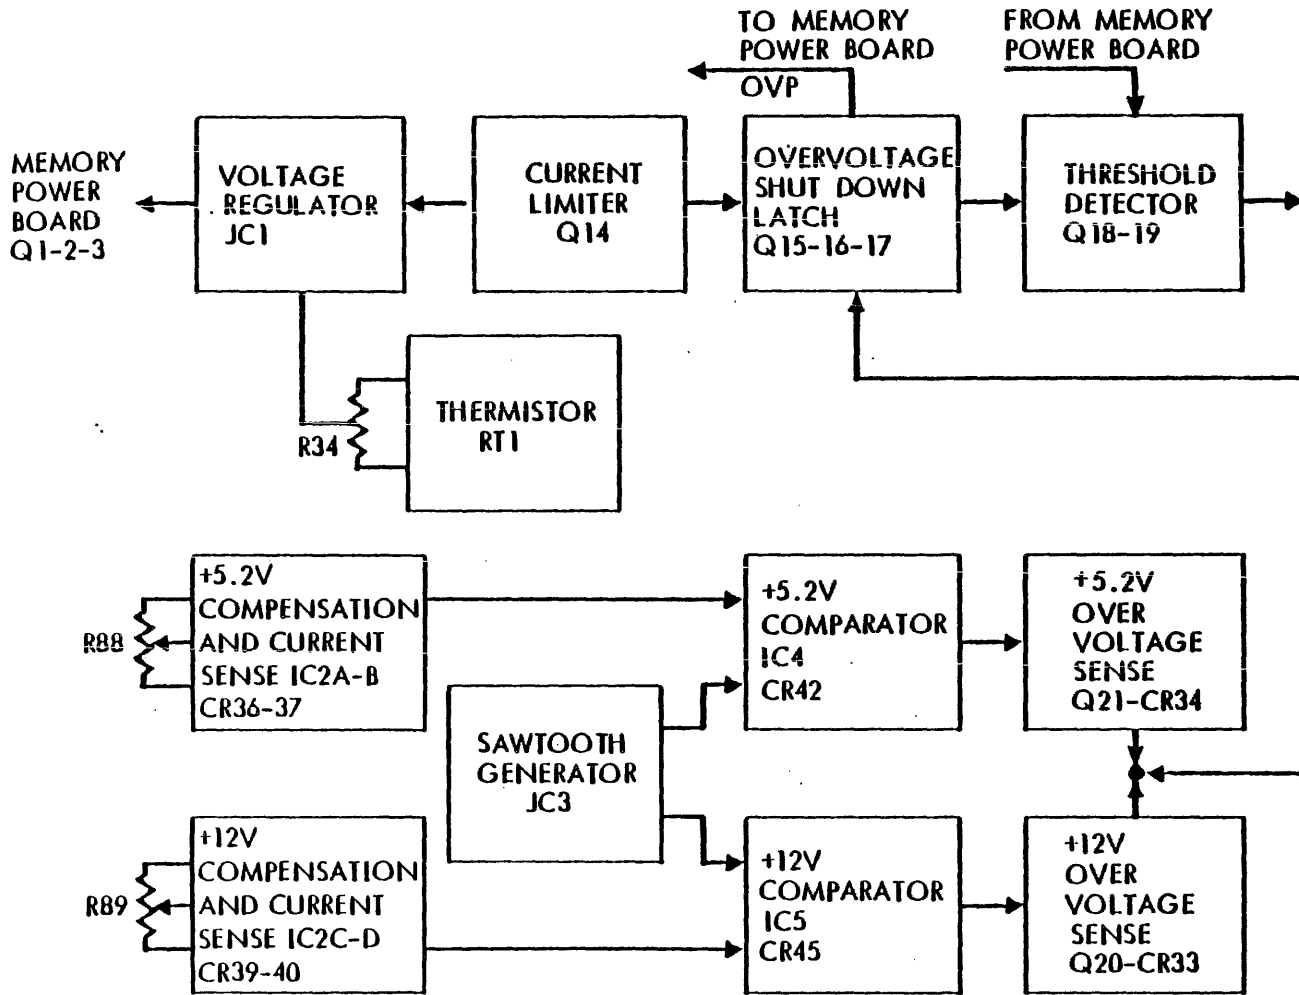 TO MEMORY
POWER BOARD
OVP
FROM MEMORY
POWER BOARD
MEMORY
POWER
BOARD
Q1-2-3
VOLTAGE
REGULATOR
JC1
CURRENT
LIMITER
Q14
OVERVOLTAGE
SHUT DOWN
LATCH
Q15-16-17
THRESHOLD
DETECTOR
Q18-19
R34
THERMISTOR
RT1
R88
+5.2V
COMPENSATION
AND CURRENT
SENSE IC2A-B
CR36-37
+5.2V
COMPARATOR
IC4
CR42
+5.2V
OVER
VOLTAGE
SENSE
Q21-CR34
SAWTOOTH
GENERATOR
JC3
R89
+12V
COMPENSATION
AND CURRENT
SENSE IC2C-D
CR39-40
+12V
COMPARATOR
IC5
CR45
+12V
OVER
VOLTAGE
SENSE
Q20-CR33